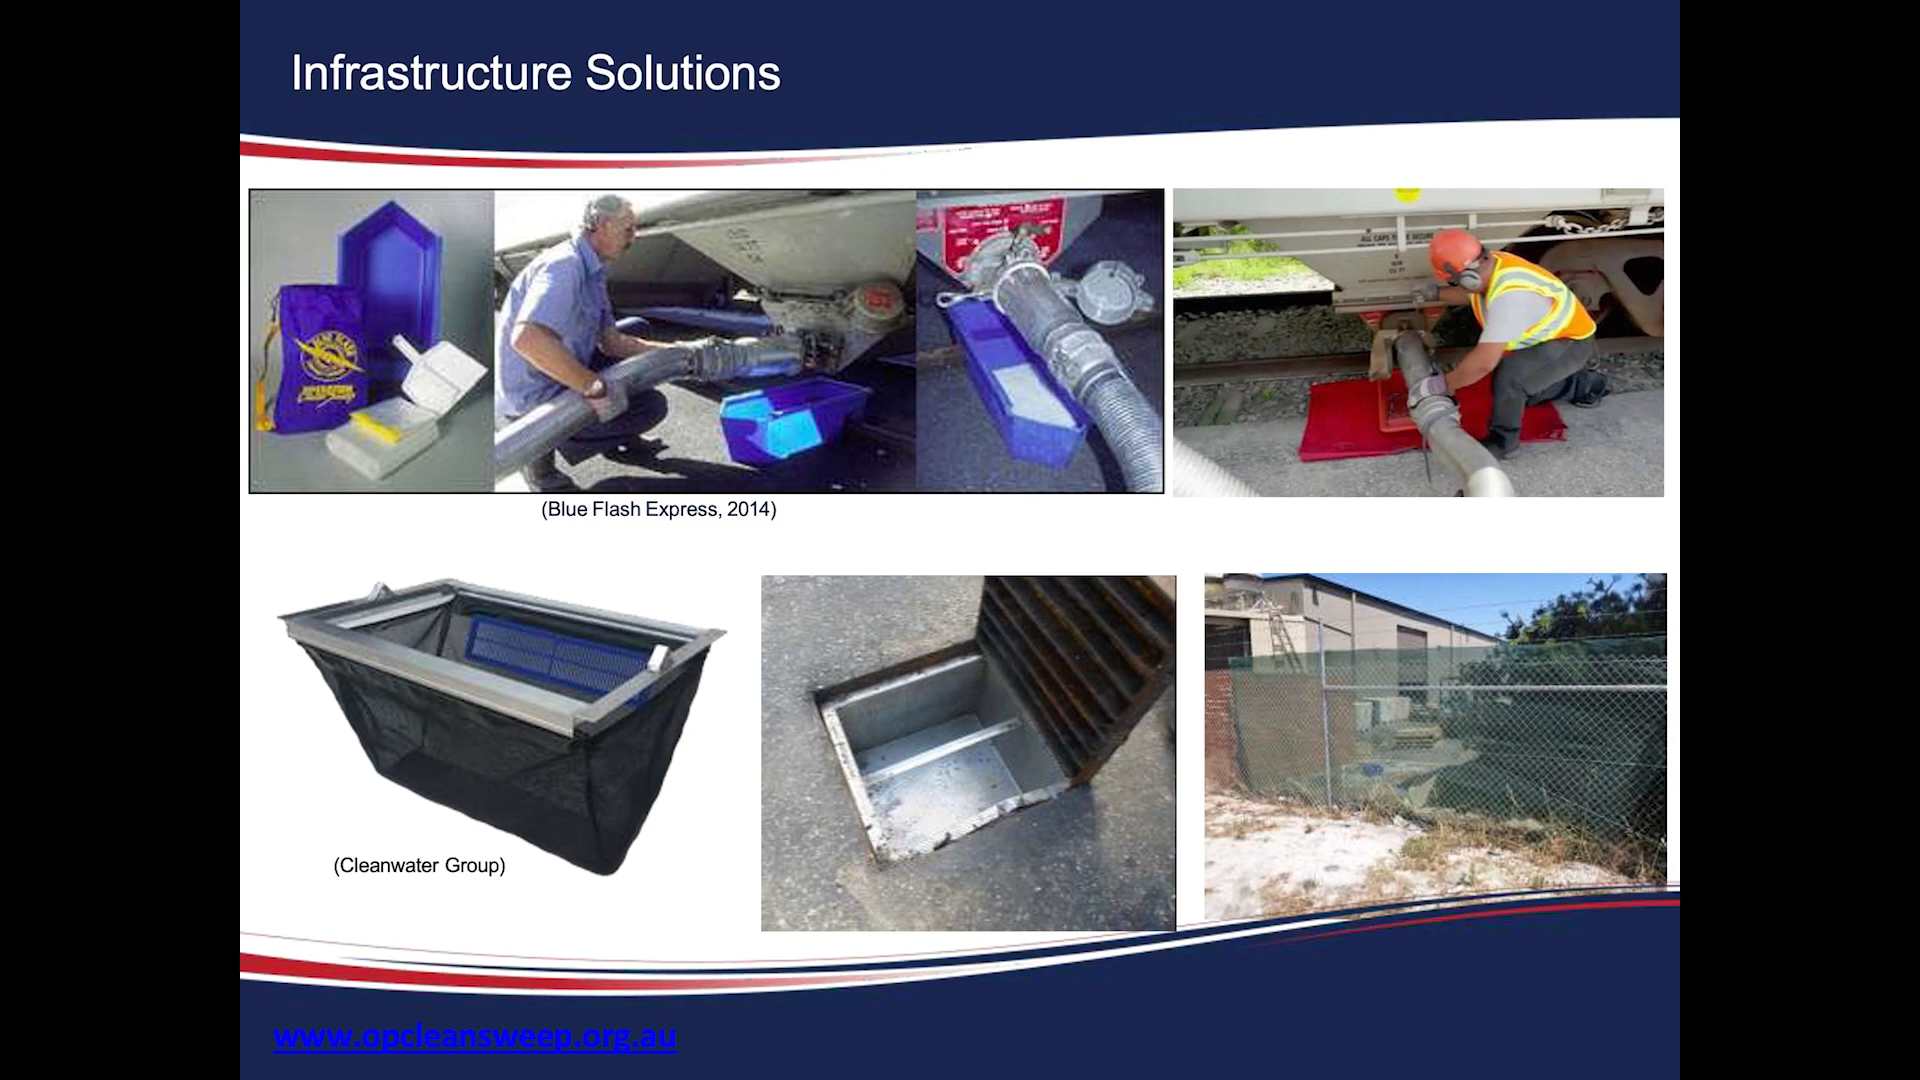 Infrastructure Solutions
(Blue Flash Express, 2014)
(Cleanwater Group)
www.opcleansweep.org.au